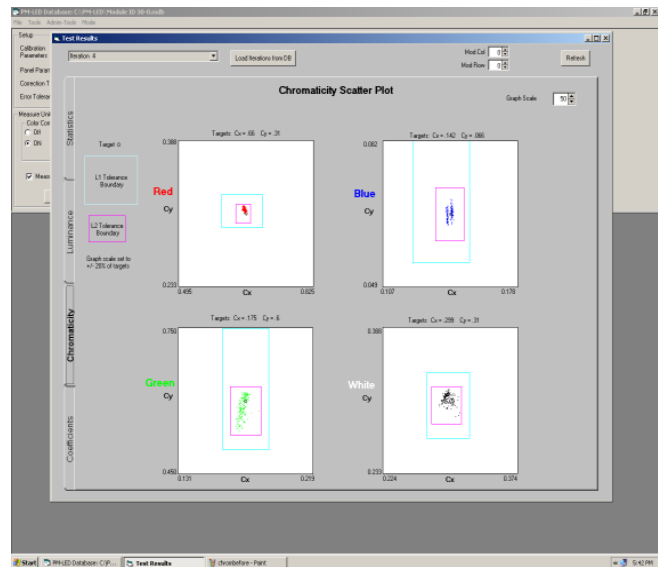 PM-LED Database: C:\PM-LED\Module ID 38-0.mdb
File Tools Admin-Tools Mode
Setup
Test Results
Calibration
Parameters
Iteration 4
Load Iterations from DB
Mod Col 0
Mod Row 0
Refresh
Panel Param
Correction T
Error Toleran
Chromaticity Scatter Plot
Graph Scale 50
Measure Unit
Color Cor
Off
ON
Meas
Statistics
Luminance
Chromaticity
Coefficients
Target
L1 Tolerance
Boundary
L2 Tolerance
Boundary
Graph scale set to
+/- 25% of targets
Targets Cx = .66 Cy = .31
0.388
Red
Cy
0.233
0.495
Cx
0.825
Targets Cx = .142 Cy = .066
0.082
Blue
Cy
0.049
0.107
Cx
0.178
Targets Cx = .175 Cy = .6
0.750
Green
Cy
0.450
0.131
Cx
0.219
Targets Cx = .299 Cy = .31
0.388
White
Cy
0.233
0.224
Cx
0.374
Start
PM-LED Database: C:\P...
Test Results
chrombefore - Paint
5:42 PM